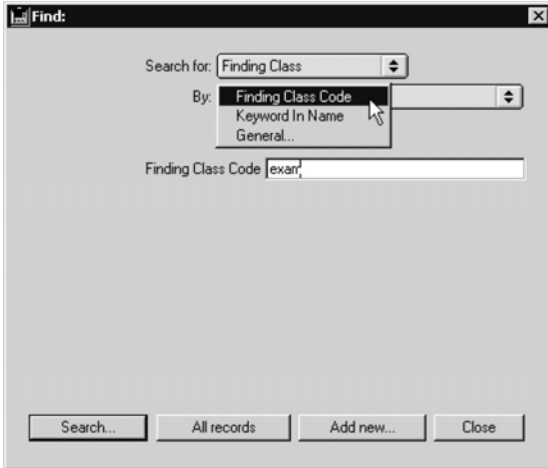 Find:
Search for: Finding Class
By: Finding Class Code
Keyword In Name
General...
Finding Class Code exam
Search... All records Add new... Close